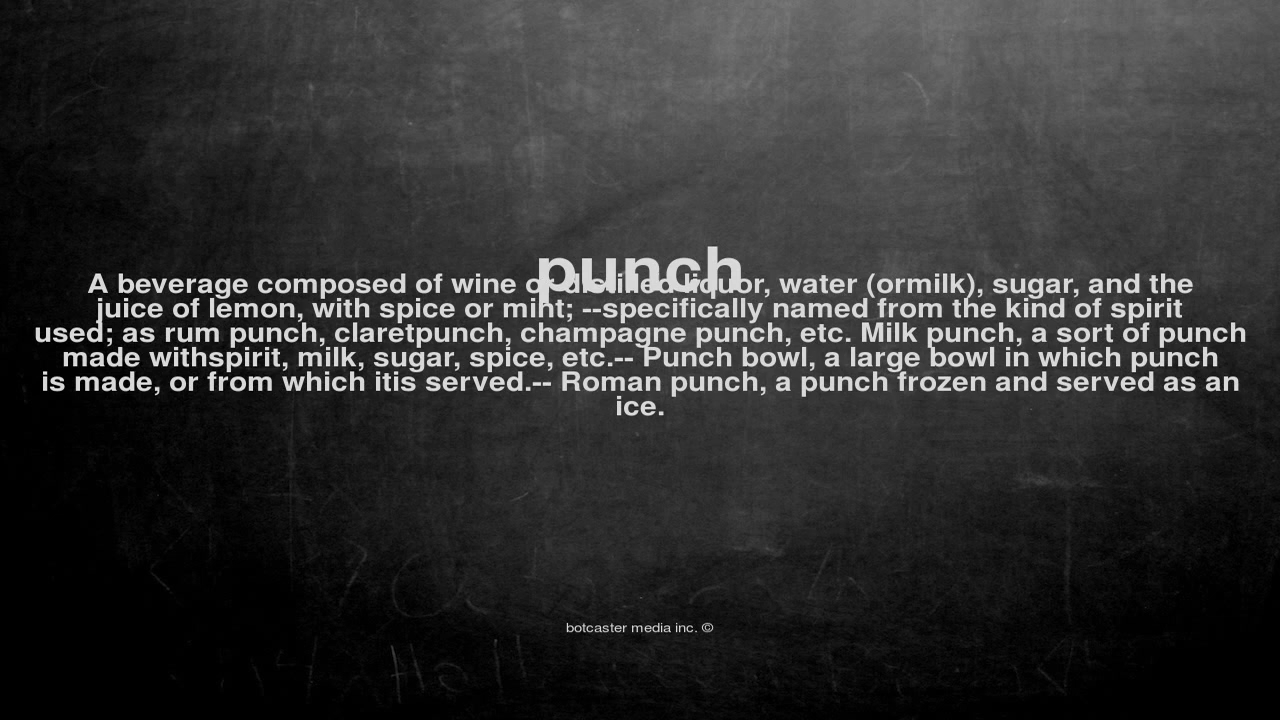 punch
A beverage composed of wine or distilled liquor, water (ormilk), sugar, and the
juice of lemon, with spice or mint; --specifically named from the kind of spirit
used; as rum punch, claretpunch, champagne punch, etc. Milk punch, a sort of punch
made withspirit, milk, sugar, spice, etc.-- Punch bowl, a large bowl in which punch
is made, or from which itis served.-- Roman punch, a punch frozen and served as an
ice.
botcaster media inc. ©